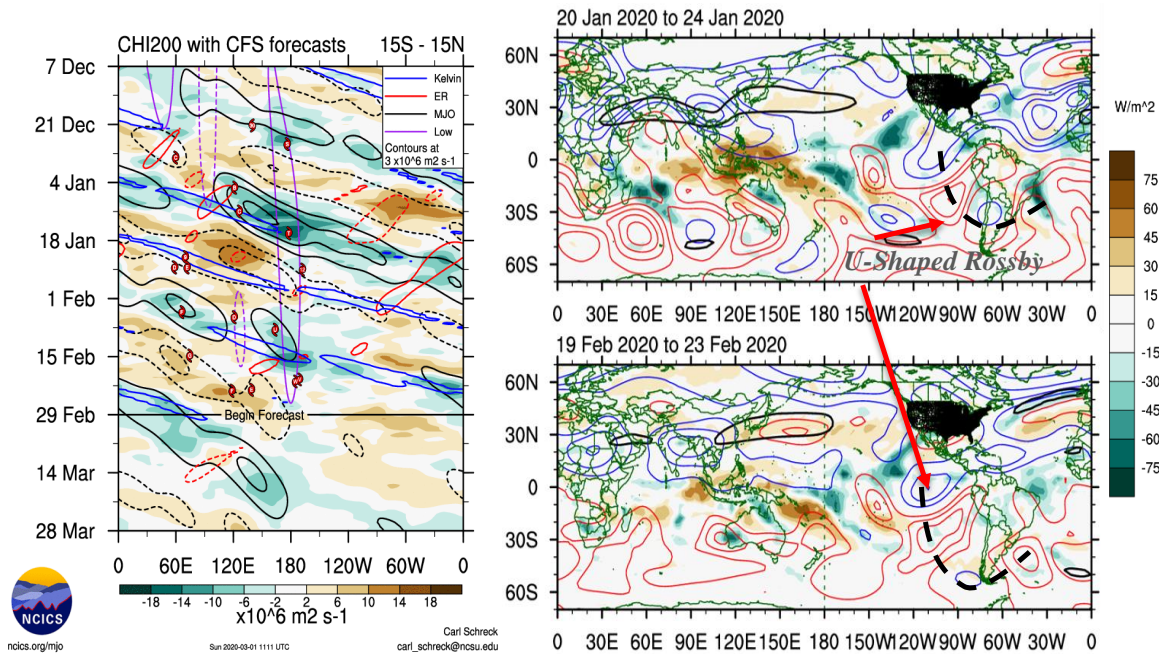 CHI200 with CFS forecasts 15S - 15N
7 Dec
21 Dec
4 Jan
18 Jan
1 Feb
15 Feb
29 Feb
14 Mar
28 Mar
Kelvin
ER
MJO
Low
Contours at
3 x10^6 m2 s-1
Begin Forecast
0 60E 120E 180 120W 60W 0
-18 -14 -10 -6 -2 2 6 10 14 18
x10^6 m2 s-1
NCICS
ncics.org/mjo
Sun 2020-03-01 1111 UTC
Carl Schreck
carl_schreck@ncsu.edu
20 Jan 2020 to 24 Jan 2020
60N
30N
0
30S
60S
U-Shaped Rossby
0 30E 60E 90E 120E 150E 180 150W 120W 90W 60W 30W 0
19 Feb 2020 to 23 Feb 2020
60N
30N
0
30S
60S
0 30E 60E 90E 120E 150E 180 150W 120W 90W 60W 30W 0
W/m^2
75
60
45
30
15
0
-15
-30
-45
-60
-75